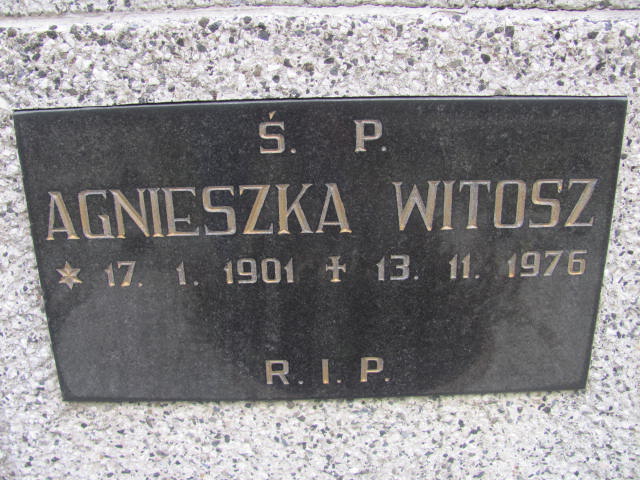 Ś. P.
AGNIESZKA WITOSZ
* 17. 1. 1901 ✝ 13. 11. 1976
R.I.P.